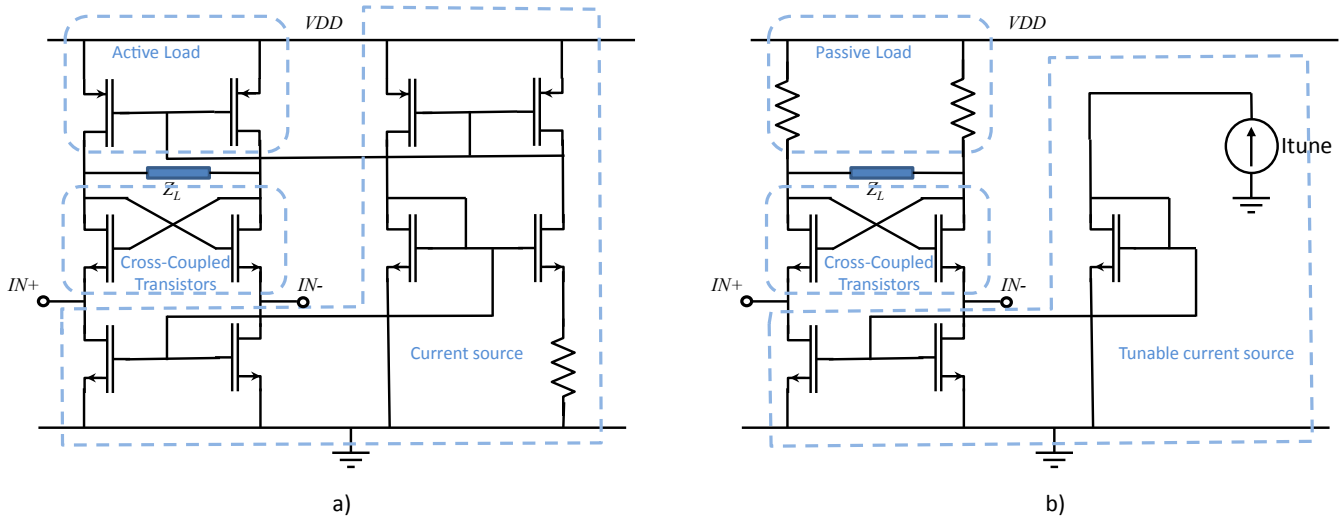 VDD
Active Load
Z_L
Cross-Coupled
Transistors
IN+
IN-
Current source
a)
VDD
Passive Load
Itune
Z_L
Cross-Coupled
Transistors
IN+
IN-
Tunable current source
b)